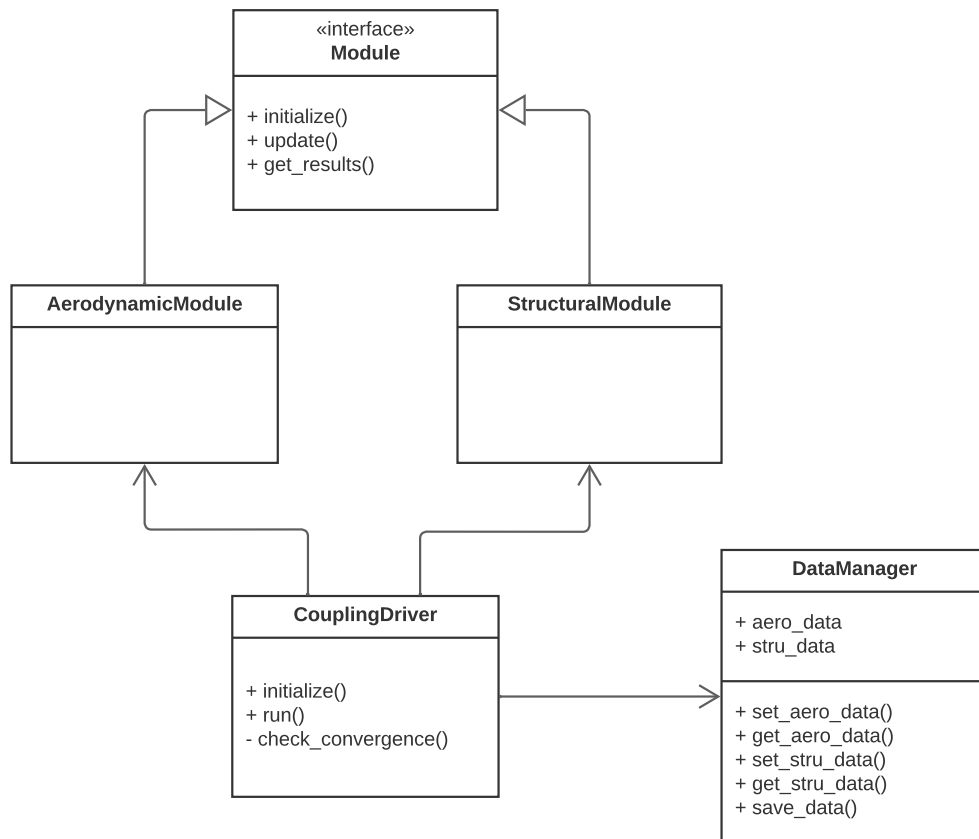 «interface»
Module
+ initialize()
+ update()
+ get_results()
AerodynamicModule
StructuralModule
CouplingDriver
+ initialize()
+ run()
- check_convergence()
DataManager
+ aero_data
+ stru_data
+ set_aero_data()
+ get_aero_data()
+ set_stru_data()
+ get_stru_data()
+ save_data()